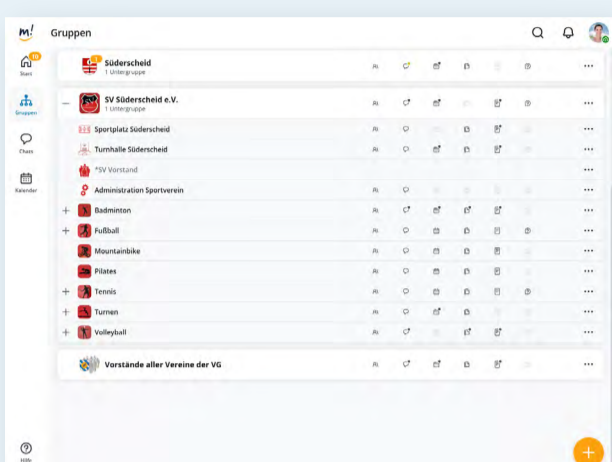 m!
Gruppen
10
Start
Gruppen
Chats
Kalender
Hilfe
Süderscheid
1 Untergruppe
SV Süderscheid e.V.
1 Untergruppe
Sportplatz Süderscheid
Turnhalle Süderscheid
*SV Vorstand
Administration Sportverein
Badminton
Fußball
Mountainbike
Pilates
Tennis
Turnen
Volleyball
Vorstände aller Vereine der VG